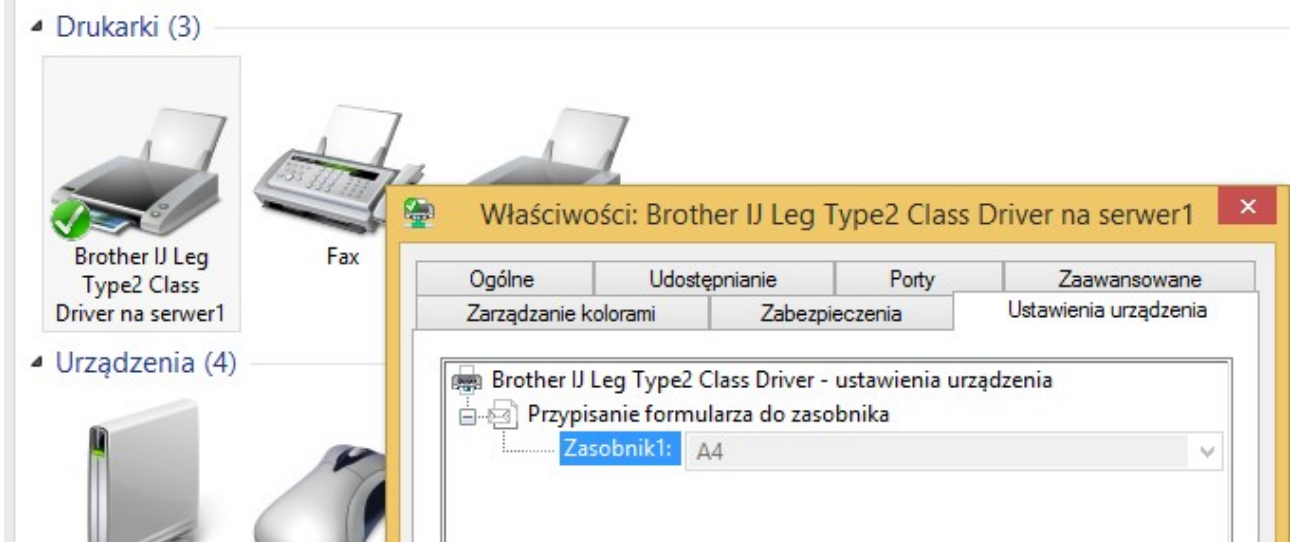 Drukarki (3)
Brother IJ Leg
Type2 Class
Driver na serwer1
Fax
Właściwości: Brother IJ Leg Type2 Class Driver na serwer1
Ogólne
Udostępnianie
Porty
Zaawansowane
Zarządzanie kolorami
Zabezpieczenia
Ustawienia urządzenia
Brother IJ Leg Type2 Class Driver - ustawienia urządzenia
Przypisanie formularza do zasobnika
Zasobnik1: A4
Urządzenia (4)